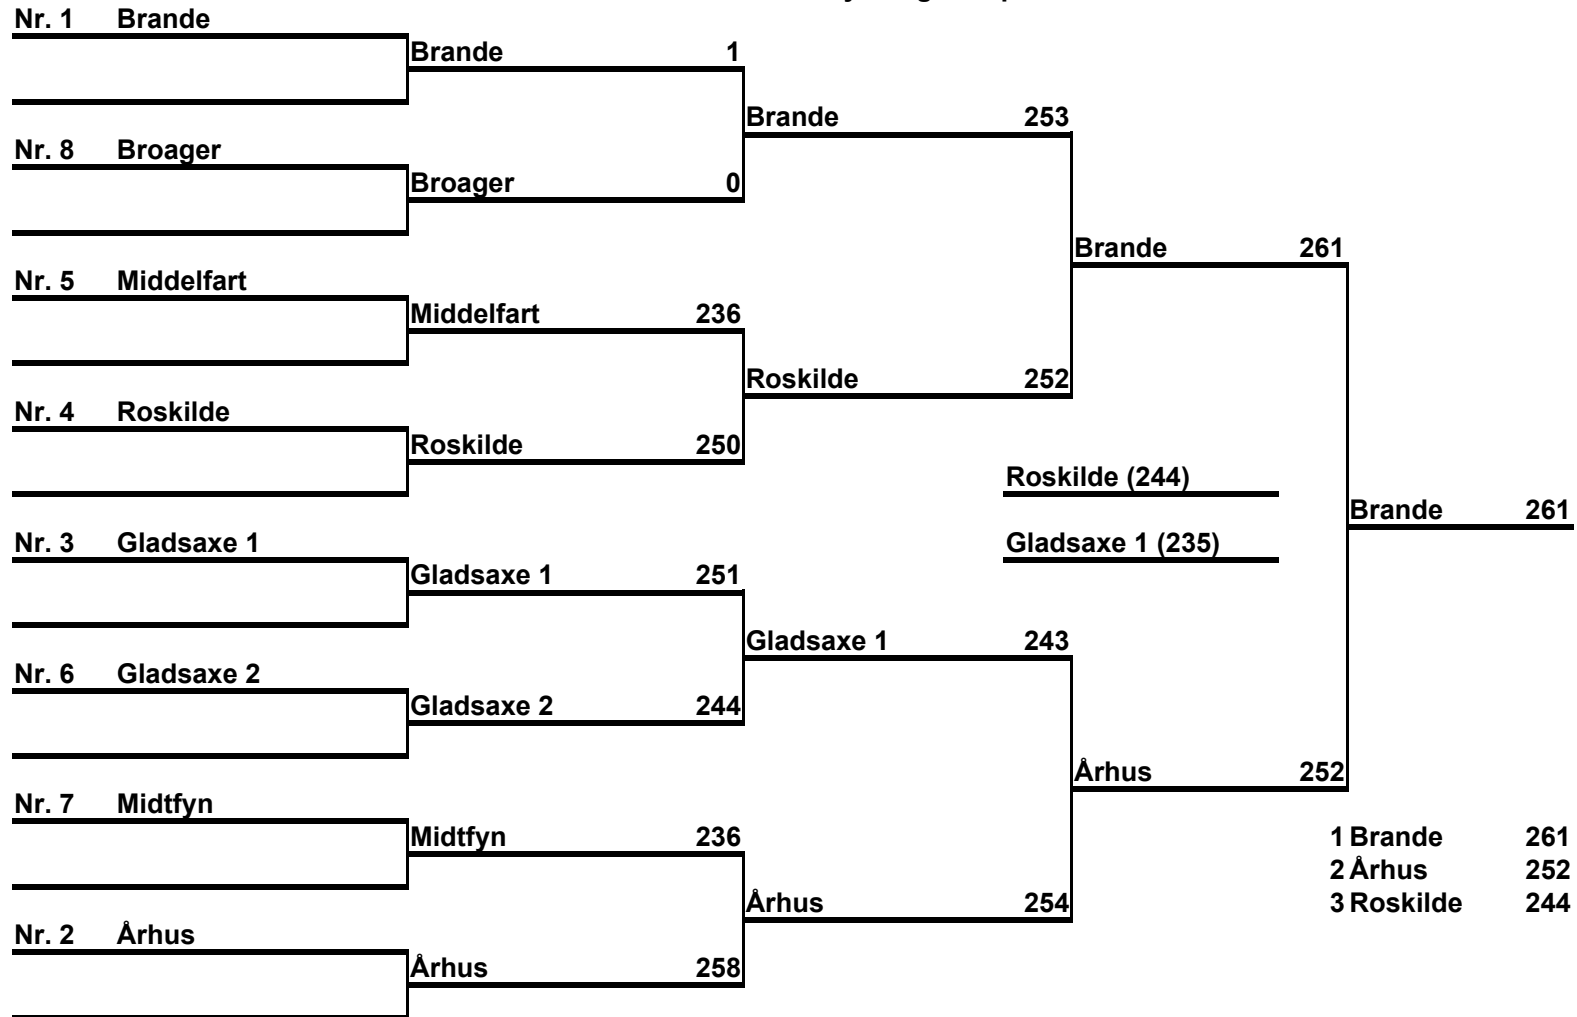 Nr. 1 Brande
Brande 1
Brande 253
Nr. 8 Broager
Broager 0
Brande 261
Nr. 5 Middelfart
Middelfart 236
Roskilde 252
Nr. 4 Roskilde
Roskilde 250
Roskilde (244)
Brande 261
Nr. 3 Gladsaxe 1
Gladsaxe 1 (235)
Gladsaxe 1 251
Gladsaxe 1 243
Nr. 6 Gladsaxe 2
Gladsaxe 2 244
Århus 252
Nr. 7 Midtfyn
Midtfyn 236
1 Brande 261
2 Århus 252
Århus 254
3 Roskilde 244
Nr. 2 Århus
Århus 258